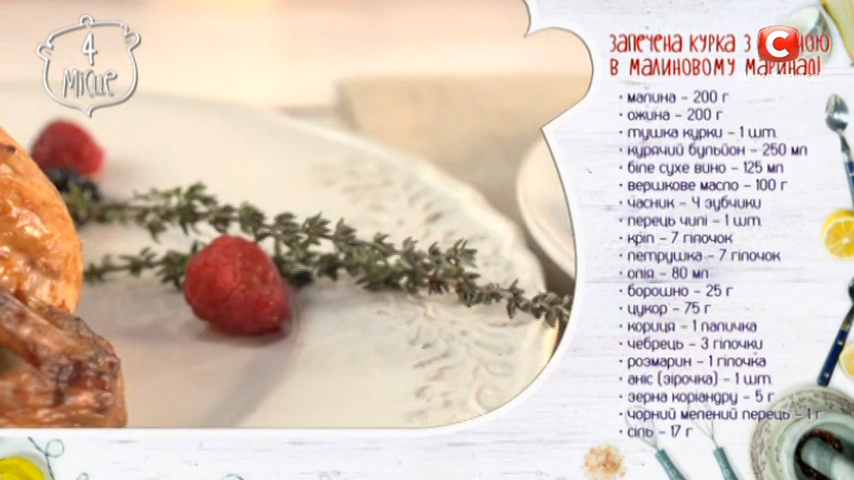 4
місце
запечена курка з
в малиновому маринаді
• малина – 200 г
• ожина – 200 г
• тушка курки – 1 шт.
• курячий бульйон – 250 мл
• біле сухе вино – 125 мл
• вершкове масло – 100 г
• часник – 4 зубчики
• перець чилі – 1 шт.
• кріп – 7 гілочок
• петрушка – 7 гілочок
• олія – 80 мл
• борошно – 25 г
• цукор – 75 г
• кориця – 1 паличка
• чебрець – 3 гілочки
• розмарин – 1 гілочка
• аніс (зірочка) – 1 шт.
• зерна коріандру – 5 г
• чорний мелений перець – 1 г
• сіль – 17 г